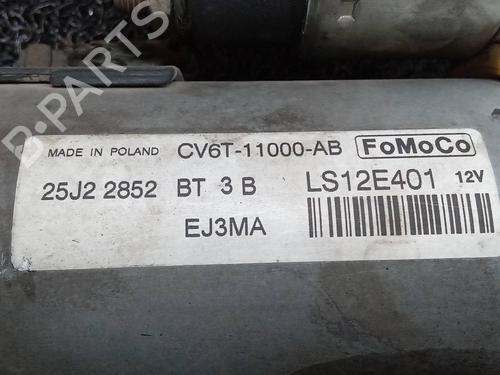 MADE IN POLAND CV6T-11000-AB FoMoCo
25J2 2852 BT 3 B LS12E401 12V
EJ3MA
B-PARTS